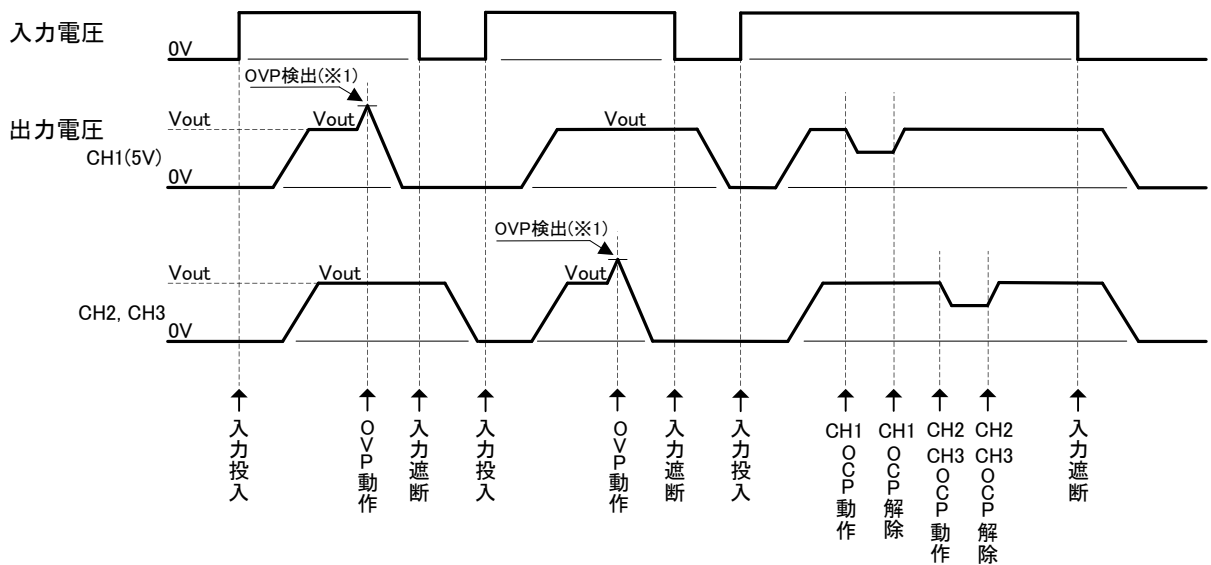 入力電圧
0V
OVP検出(※1)
出力電圧
Vout
Vout
Vout
CH1(5V)
0V
OVP検出(※1)
Vout
Vout
Vout
CH2, CH3
0V
入力投入
OVP動作
入力遮断
入力投入
OVP動作
入力遮断
入力投入
CH1 OCP動作
CH1 OCP解除
CH2 CH3 OCP動作
CH2 CH3 OCP解除
入力遮断